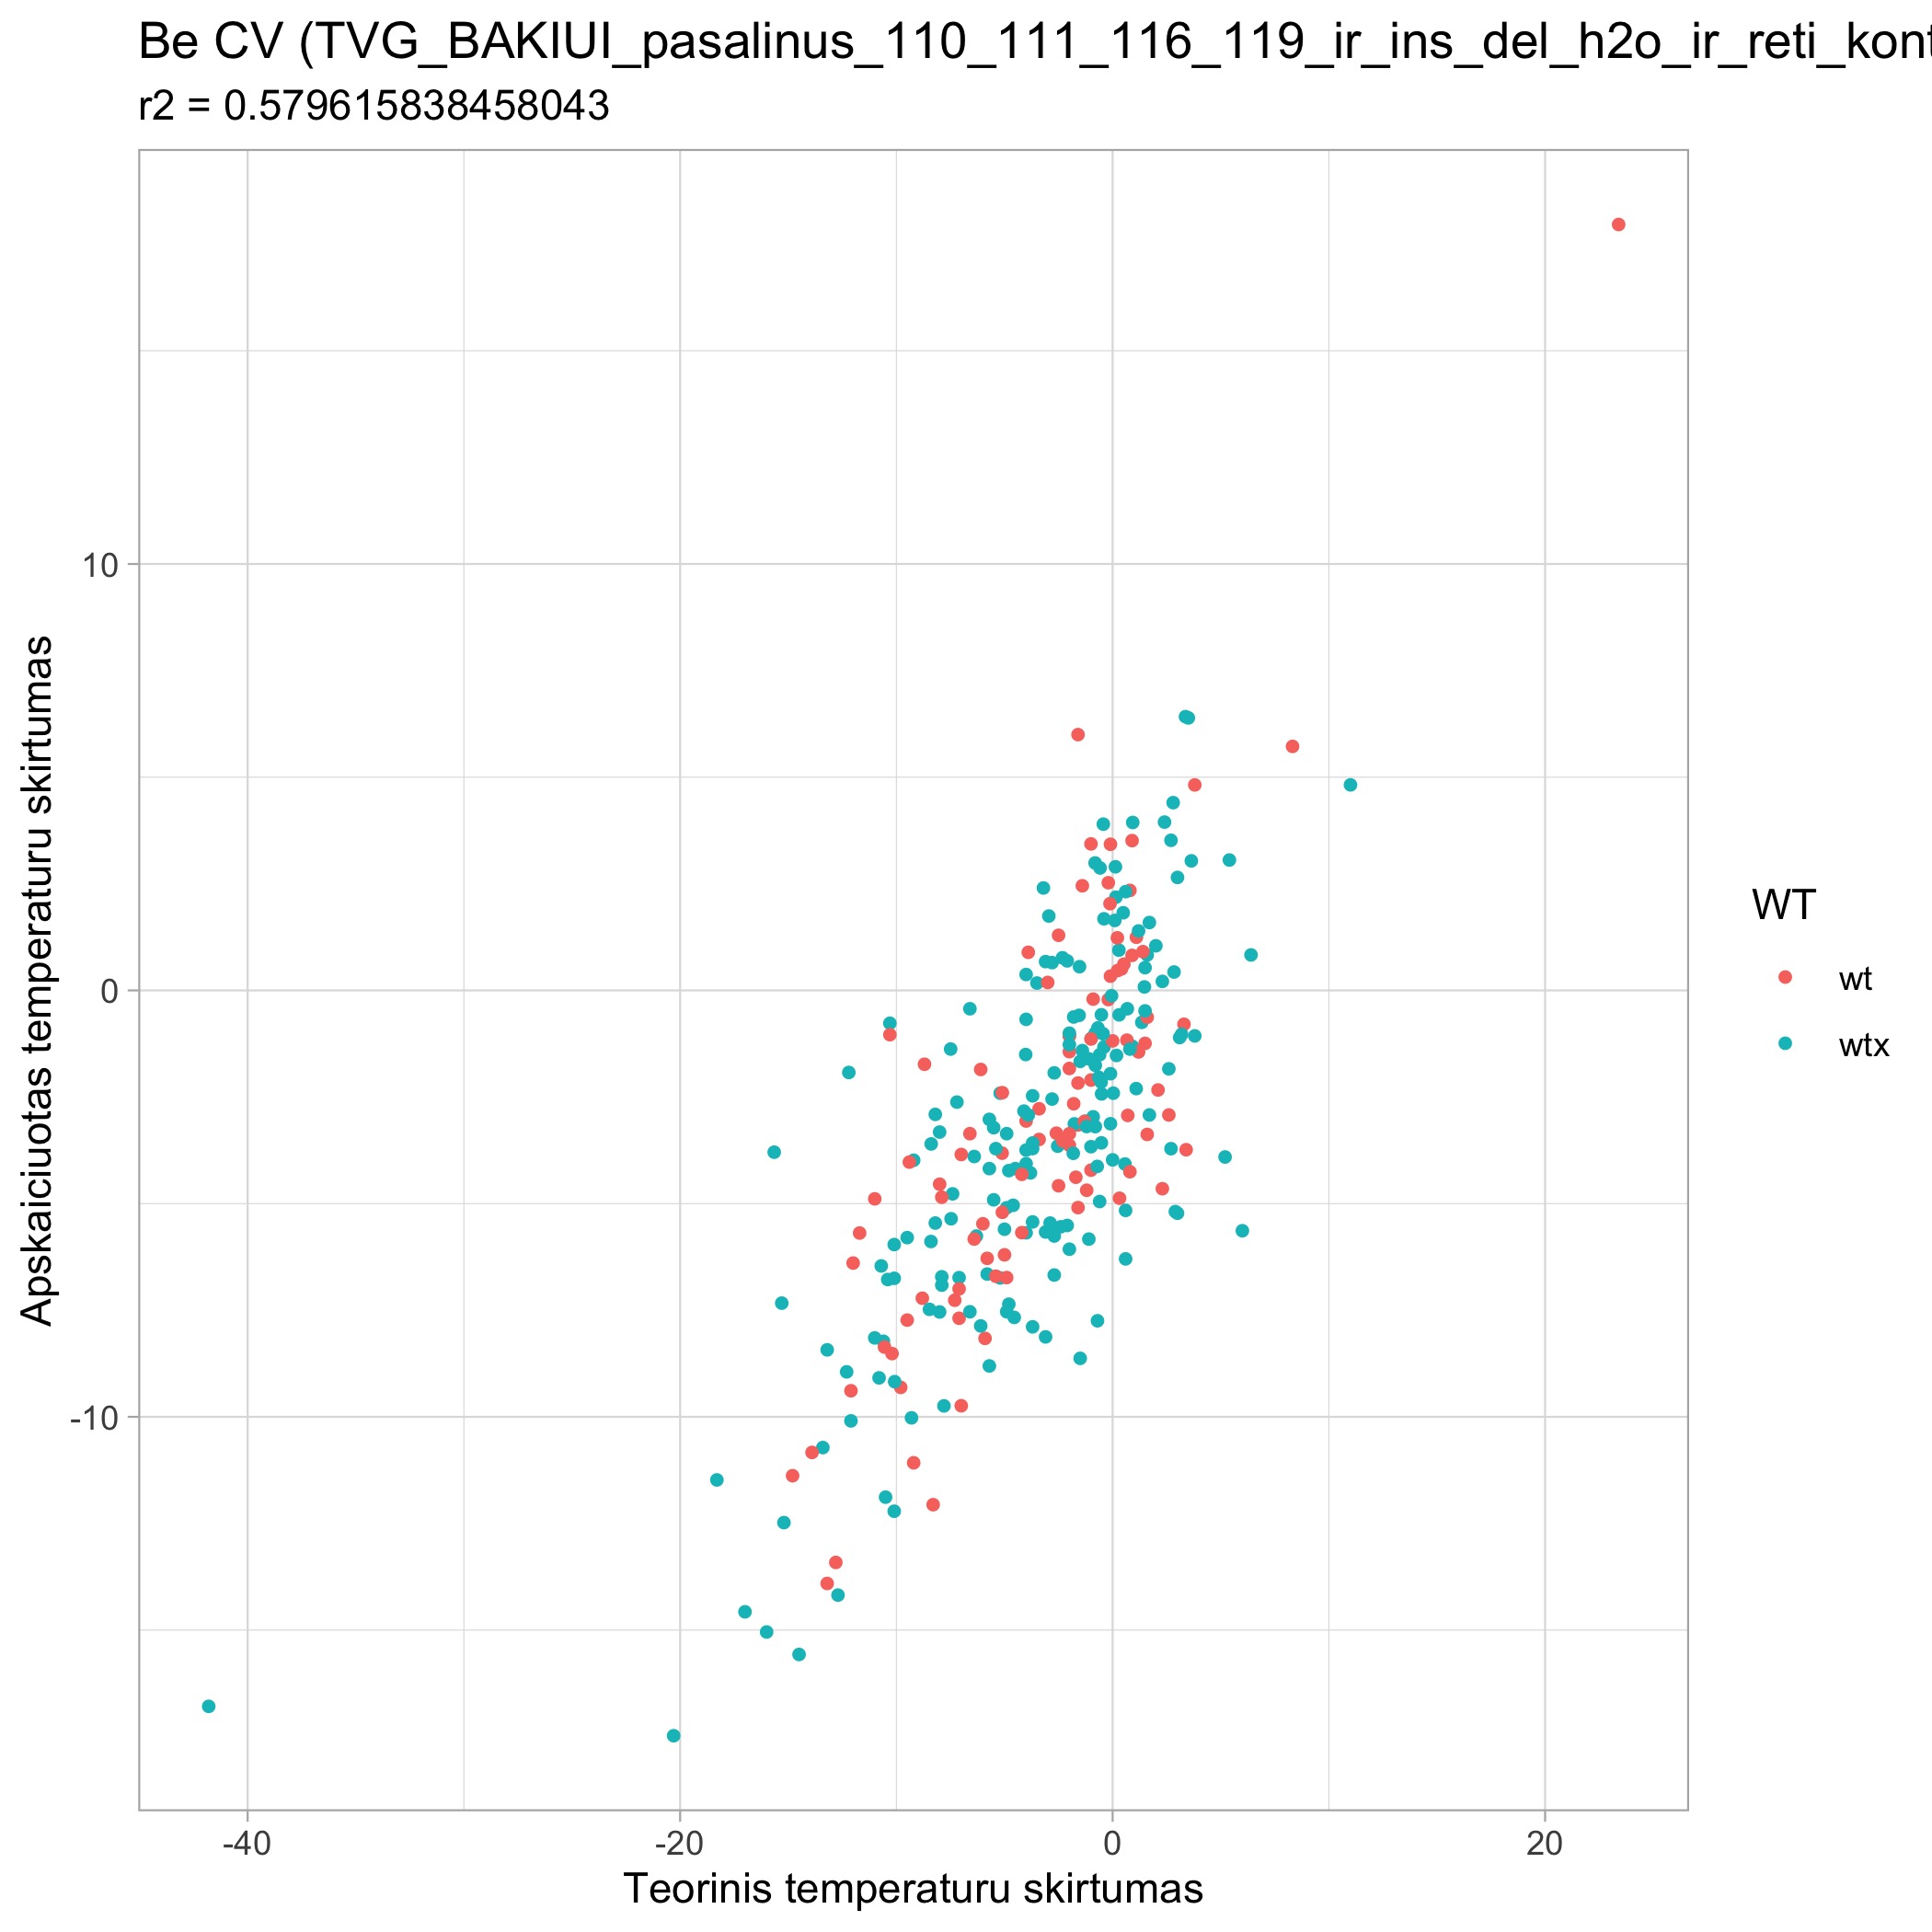 Be CV (TVG_BAKIUI_pasalinus_110_111_116_119_ir_ins_del_h2o_ir_reti_kont
r2 = 0.579615838458043
Apskaiciuotas temperaturu skirtumas
10
0
-10
-40
-20
0
20
Teorinis temperaturu skirtumas
WT
wt
wtx